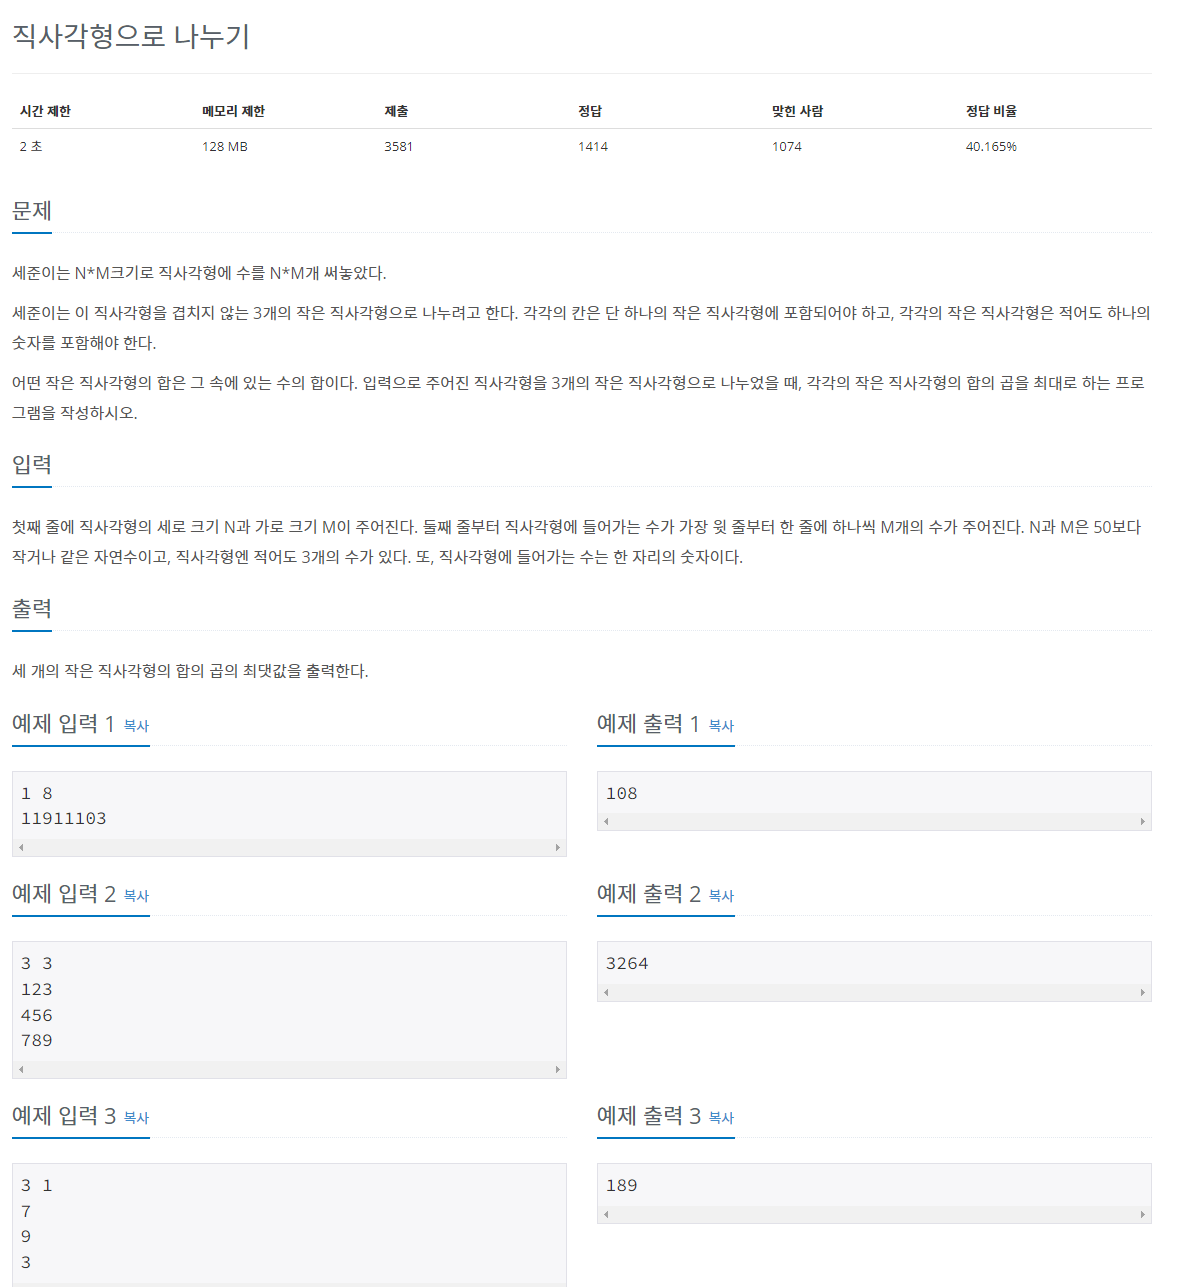 직사각형으로 나누기
시간 제한 메모리 제한 제출 정답 맞힌 사람 정답 비율
2 초 128 MB 3581 1414 1074 40.165%
문제
세준이는 N*M크기로 직사각형에 수를 N*M개 써놓았다.
세준이는 이 직사각형을 겹치지 않는 3개의 작은 직사각형으로 나누려고 한다. 각각의 칸은 단 하나의 작은 직사각형에 포함되어야 하고, 각각의 작은 직사각형은 적어도 하나의
숫자를 포함해야 한다.
어떤 작은 직사각형의 합은 그 속에 있는 수의 합이다. 입력으로 주어진 직사각형을 3개의 작은 직사각형으로 나누었을 때, 각각의 작은 직사각형의 합의 곱을 최대로 하는 프로
그램을 작성하시오.
입력
첫째 줄에 직사각형의 세로 크기 N과 가로 크기 M이 주어진다. 둘째 줄부터 직사각형에 들어가는 수가 가장 윗 줄부터 한 줄에 하나씩 M개의 수가 주어진다. N과 M은 50보다
작거나 같은 자연수이고, 직사각형엔 적어도 3개의 수가 있다. 또, 직사각형에 들어가는 수는 한 자리의 숫자이다.
출력
세 개의 작은 직사각형의 합의 곱의 최댓값을 출력한다.
예제 입력 1 복사
1 8
11911103
예제 출력 1 복사
108
예제 입력 2 복사
3 3
123
456
789
예제 출력 2 복사
3264
예제 입력 3 복사
3 1
7
9
3
예제 출력 3 복사
189